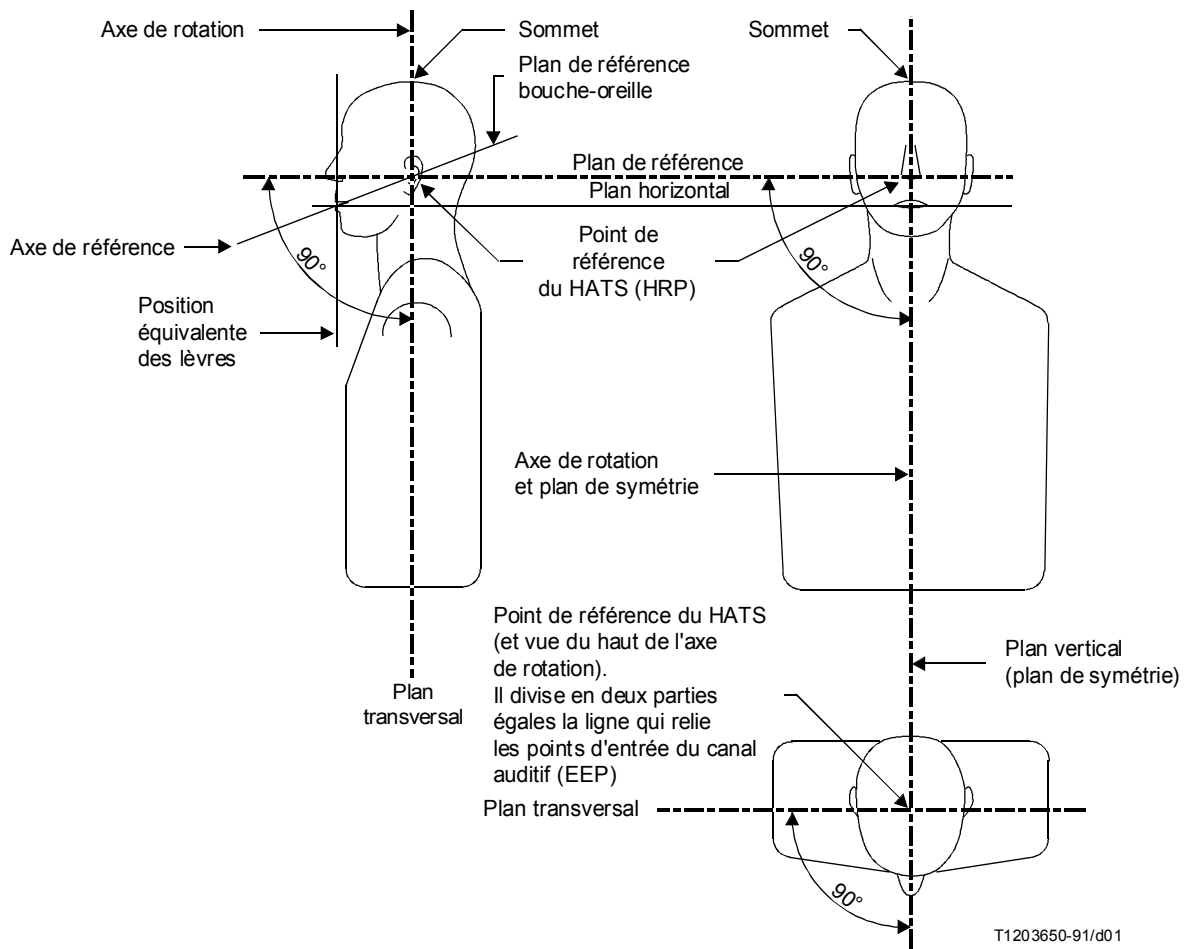 Axe de rotation
Sommet
Sommet
Plan de référence
bouche-oreille
Plan de référence
Plan horizontal
Axe de référence
90°
Point de
référence
du HATS (HRP)
90°
Position
équivalente
des lèvres
Axe de rotation
et plan de symétrie
Point de référence du HATS
(et vue du haut de l'axe
de rotation).
Il divise en deux parties
égales la ligne qui relie
les points d'entrée du canal
auditif (EEP)
Plan
transversal
Plan vertical
(plan de symétrie)
Plan transversal
90°
T1203650-91/d01